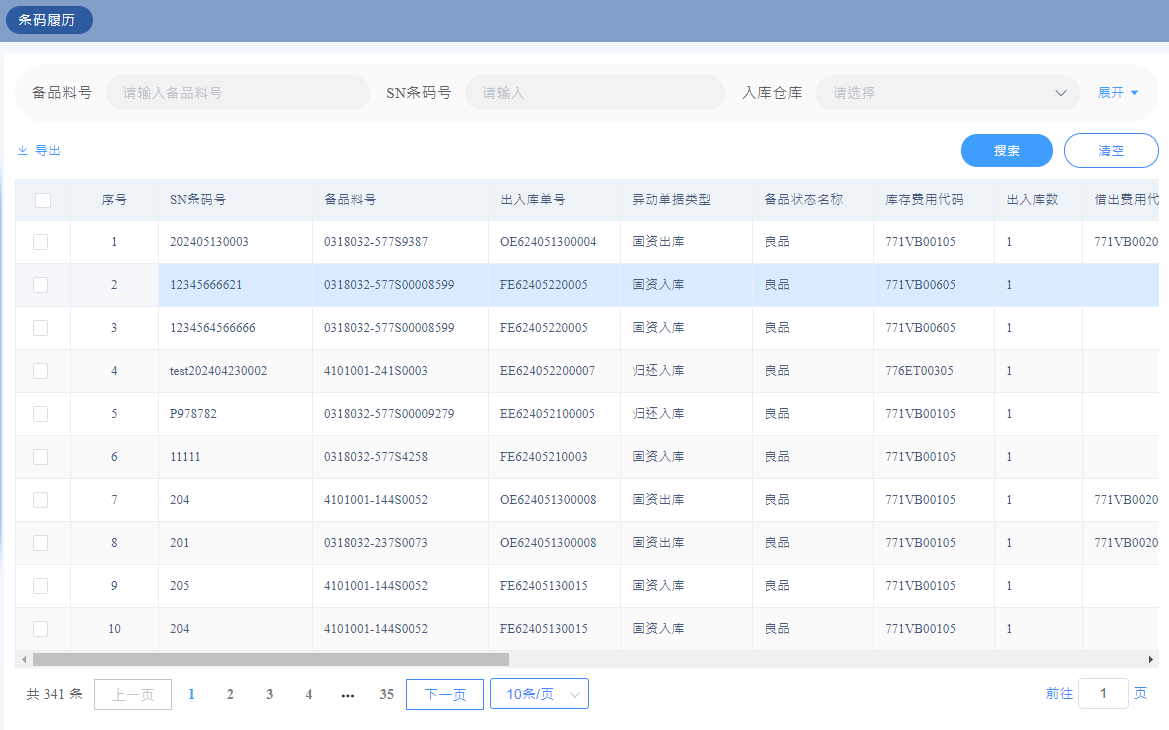 条码履历
备品料号 请输入备品料号 SN条码号 请输入 入库仓库 请选择 展开
导出 搜索 清空
序号 SN条码号 备品料号 出入库单号 异动单据类型 备品状态名称 库存费用代码 出入库数 借出费用代
1 202405130003 0318032-577S9387 OE624051300004 固资出库 良品 771VB00105 1 771VB0020
2 12345666621 0318032-577S00008599 FE62405220005 固资入库 良品 771VB00605 1
3 1234564566666 0318032-577S00008599 FE62405220005 固资入库 良品 771VB00605 1
4 test202404230002 4101001-241S0003 EE624052200007 归还入库 良品 776ET00305 1
5 P978782 0318032-577S00009279 EE624052100005 归还入库 良品 771VB00105 1
6 11111 0318032-577S4258 FE62405210003 固资入库 良品 771VB00105 1
7 204 4101001-144S0052 OE624051300008 固资出库 良品 771VB00105 1 771VB0020
8 201 0318032-237S0073 OE624051300008 固资出库 良品 771VB00105 1 771VB0020
9 205 4101001-144S0052 FE62405130015 固资入库 良品 771VB00105 1
10 204 4101001-144S0052 FE62405130015 固资入库 良品 771VB00105 1
共 341 条 上一页 1 2 3 4 ••• 35 下一页 10条/页 前往 1 页